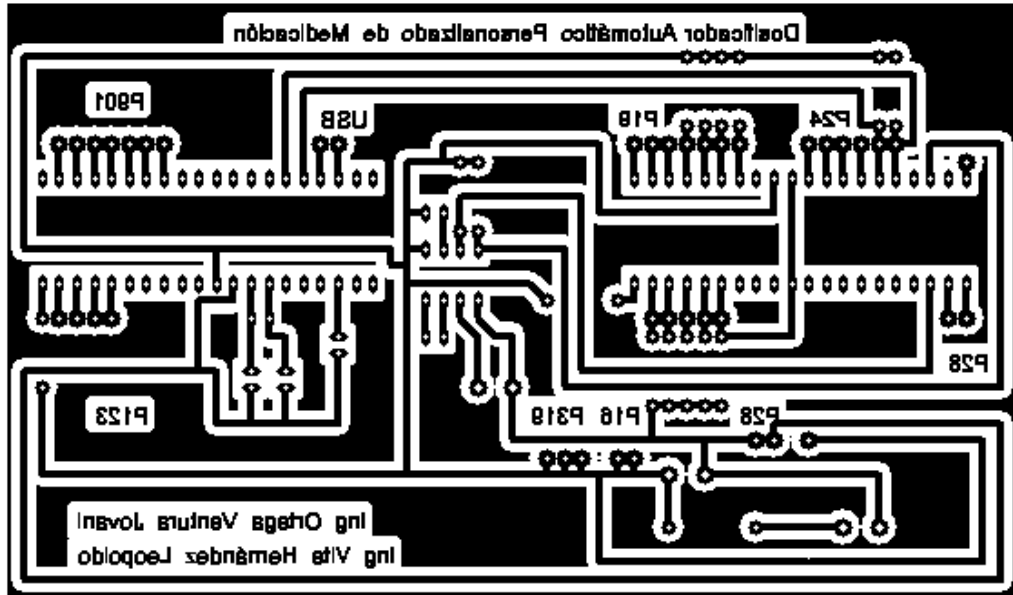 Dosificador Automático Personalizado de Medicación
P901
USB
P19
P24
P28
P123
P319 P16 P28
Ing Ortega Ventura Jovani
Ing Vite Hernández Leopoldo